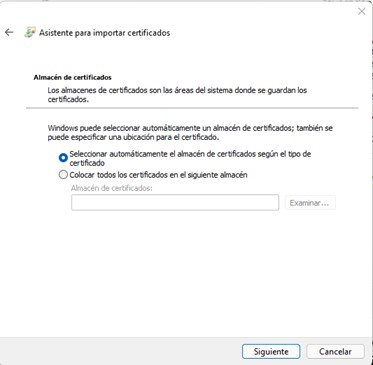 Asistente para importar certificados
Almacén de certificados
Los almacenes de certificados son las áreas del sistema donde se guardan los
certificados.
Windows puede seleccionar automáticamente un almacén de certificados; también se
puede especificar una ubicación para el certificado.
Seleccionar automáticamente el almacén de certificados según el tipo de
certificado
Colocar todos los certificados en el siguiente almacén
Almacén de certificados:
Examinar...
Siguiente
Cancelar